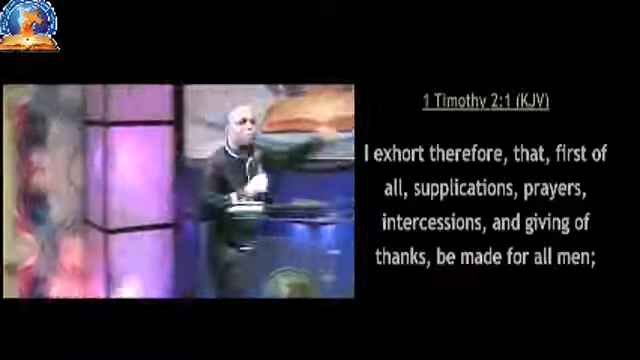 1 Timothy 2:1 (KJV)
I exhort therefore, that, first of
all, supplications, prayers,
intercessions, and giving of
thanks, be made for all men;